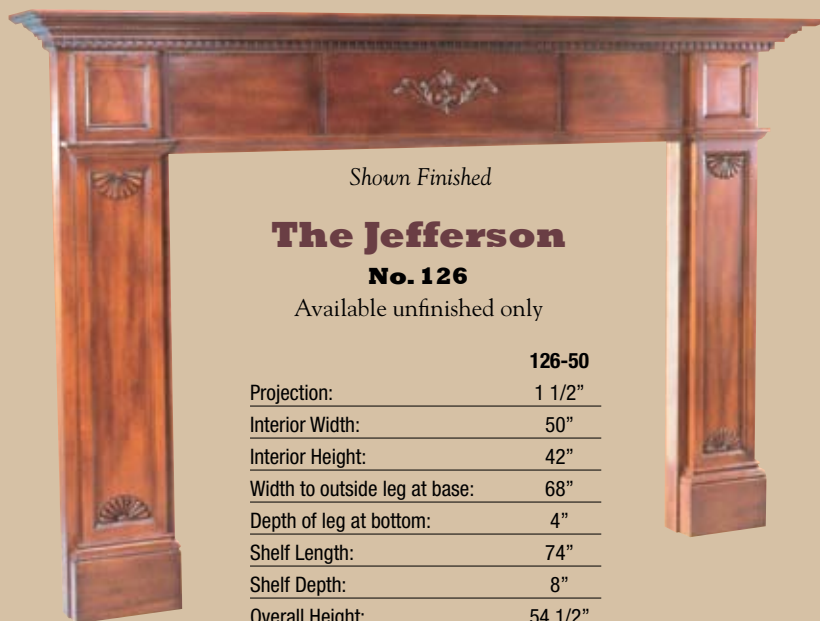 Shown Finished
The Jefferson
No. 126
Available unfinished only
126-50
Projection: 1 1/2”
Interior Width: 50”
Interior Height: 42”
Width to outside leg at base: 68”
Depth of leg at bottom: 4”
Shelf Length: 74”
Shelf Depth: 8”
Overall Height: 54 1/2”